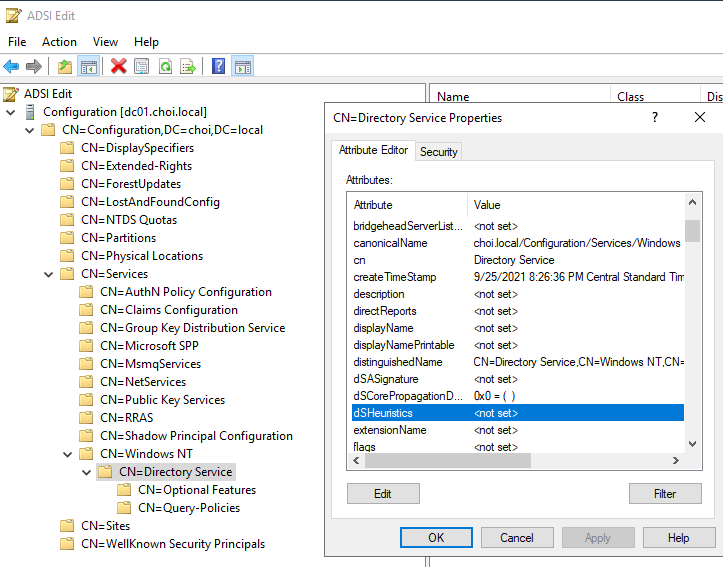 ADSI Edit
File Action View Help
ADSI Edit
Configuration [dc01.choi.local]
CN=Configuration,DC=choi,DC=local
CN=DisplaySpecifiers
CN=Extended-Rights
CN=ForestUpdates
CN=LostAndFoundConfig
CN=NTDS Quotas
CN=Partitions
CN=Physical Locations
CN=Services
CN=AuthN Policy Configuration
CN=Claims Configuration
CN=Group Key Distribution Service
CN=Microsoft SPP
CN=MsmqServices
CN=NetServices
CN=Public Key Services
CN=RRAS
CN=Shadow Principal Configuration
CN=Windows NT
CN=Directory Service
CN=Optional Features
CN=Query-Policies
CN=Sites
CN=WellKnown Security Principals
Name Class Dis
CN=Directory Service Properties ?
Attribute Editor Security
Attributes:
Attribute Value
bridgeheadServerList... <not set>
canonicalName choi.local/Configuration/Services/Windows
cn Directory Service
createTimeStamp 9/25/2021 8:26:36 PM Central Standard Tim
description <not set>
directReports <not set>
displayName <not set>
displayNamePrintable <not set>
distinguishedName CN=Directory Service,CN=Windows NT,CN=
dSASignature <not set>
dSCorePropagationD... 0x0 = ( )
dSHeuristics <not set>
extensionName <not set>
flags <not set>
Edit Filter
OK Cancel Apply Help